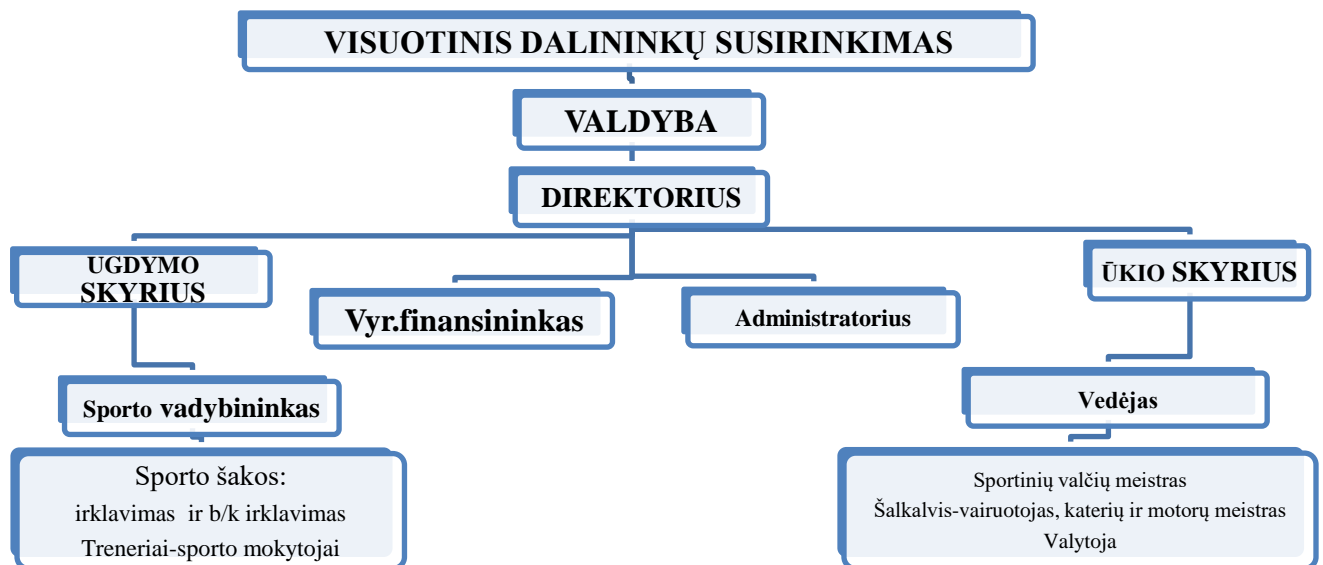 VISUOTINIS DALININKŲ SUSIRINKIMAS
VALDYBA
DIREKTORIUS
UGDYMO
SKYRIUS
Vyr.finansininkas
Administratorius
ŪKIO SKYRIUS
Sporto vadybininkas
Vedėjas
Sporto šakos:
irklavimas ir b/k irklavimas
Treneriai-sporto mokytojai
Sportinių valčių meistras
Šalkalvis-vairuotojas, katerių ir motorų meistras
Valytoja